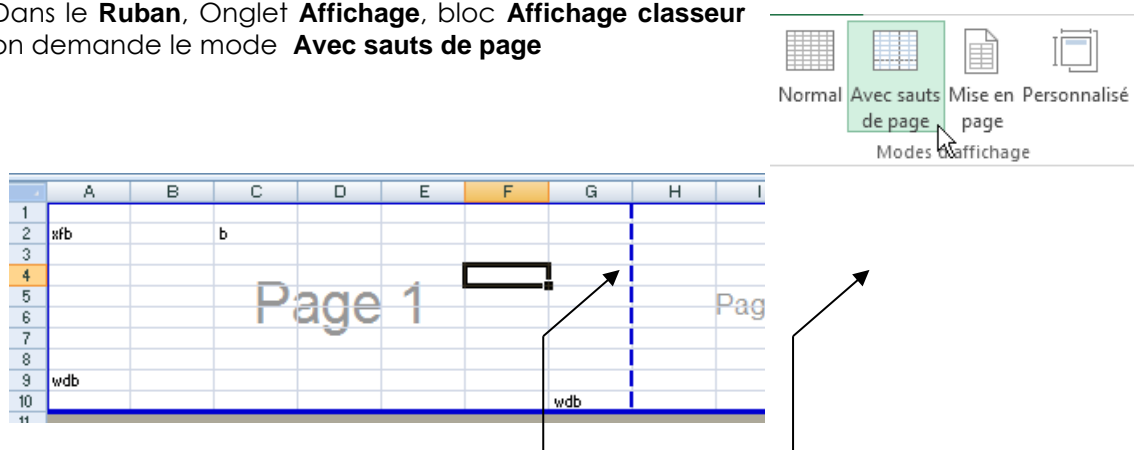 Dans le Ruban, Onglet Affichage, bloc Affichage classeur
on demande le mode Avec sauts de page
Normal Avec sauts de page Mise en page Personnalisé
Modes d'affichage
A B C D E F G H I
1
2 xfb b
3
4
5
6
Page 1 Pag
7
8
9 wdb
10 wdb
11